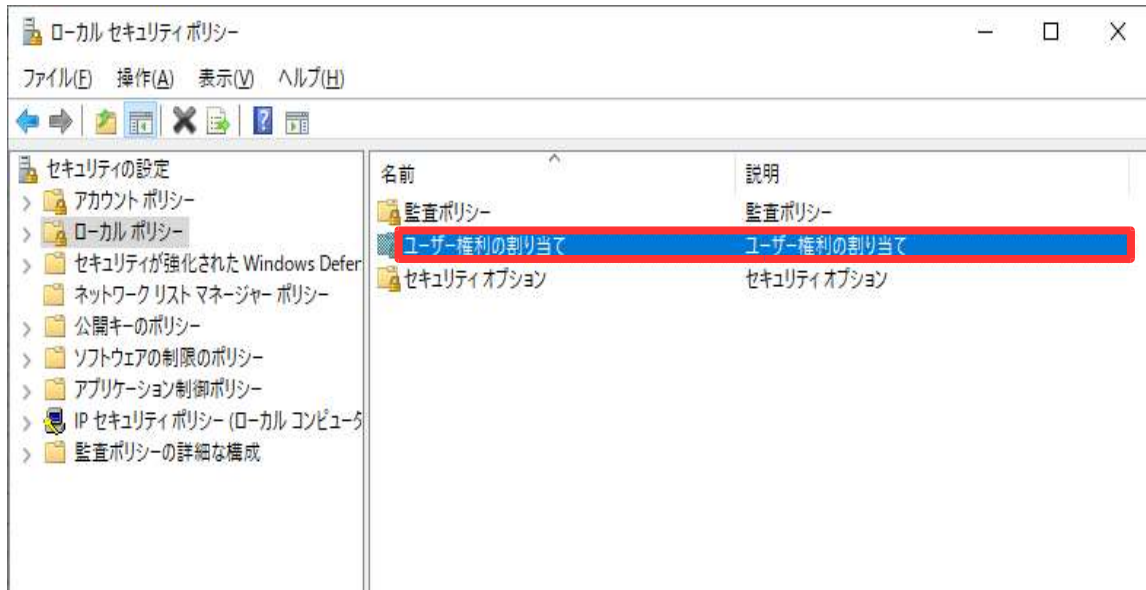 ローカル セキュリティ ポリシー
ファイル(F) 操作(A) 表示(V) ヘルプ(H)
セキュリティの設定
アカウント ポリシー
ローカル ポリシー
セキュリティが強化された Windows Defer
ネットワーク リスト マネージャー ポリシー
公開キーのポリシー
ソフトウェアの制限のポリシー
アプリケーション制御ポリシー
IP セキュリティ ポリシー (ローカル コンピュータ
監査ポリシーの詳細な構成
名前 説明
監査ポリシー 監査ポリシー
ユーザー権利の割り当て ユーザー権利の割り当て
セキュリティ オプション セキュリティ オプション